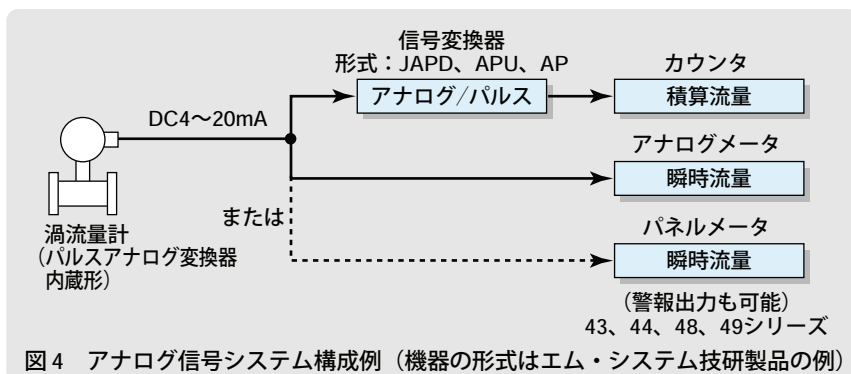 信号変換器
形式：JAPD、APU、AP
アナログ/パルス
カウンタ
積算流量
DC4〜20mA
アナログメータ
瞬時流量
または
パネルメータ
瞬時流量
（警報出力も可能）
43、44、48、49シリーズ
渦流量計
（パルスアナログ変換器
内蔵形）
図4　アナログ信号システム構成例（機器の形式はエム・システム技研製品の例）